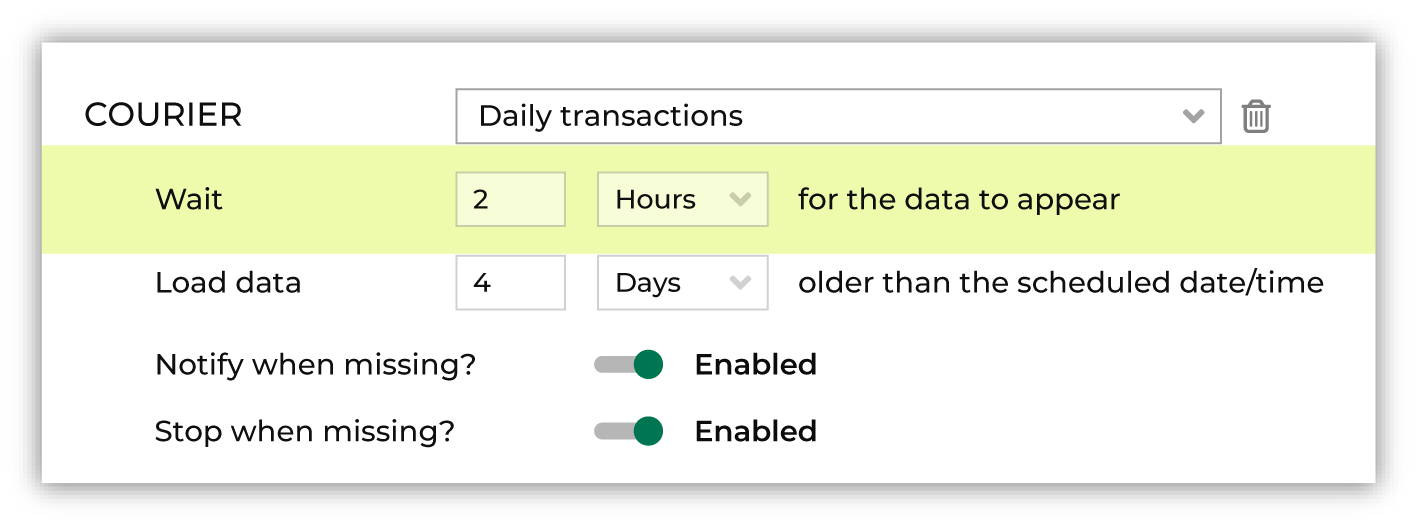 COURIER Daily transactions
Wait 2 Hours for the data to appear
Load data 4 Days older than the scheduled date/time
Notify when missing? Enabled
Stop when missing? Enabled